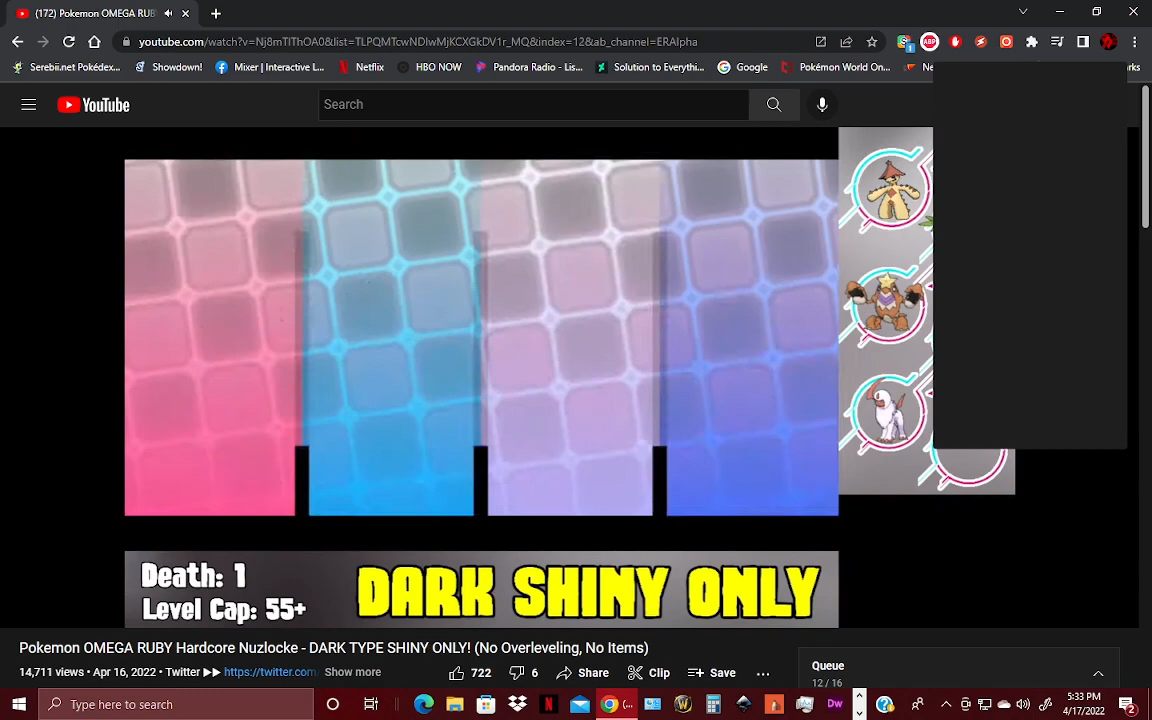 (172) Pokemon OMEGA RUB
youtube.com/watch?v=Nj8mTIThOA0&list=TLPQMTcwNDIwMjKCXGkDV1r_MQ&index=12&ab_channel=ERAlpha
Serebii.net Pokédex...
Showdown!
Mixer | Interactive L...
Netflix
HBO NOW
Pandora Radio - Lis...
Solution to Everythi...
Google
Pokémon World On...
YouTube
Search
Death: 1
Level Cap: 55+
DARK SHINY ONLY
Pokemon OMEGA RUBY Hardcore Nuzlocke - DARK TYPE SHINY ONLY! (No Overleveling, No Items)
14,711 views • Apr 16, 2022 • Twitter ▶▶ https://twitter.com
Show more
722
6
Share
Clip
Save
Queue
12 / 16
Type here to search
5:33 PM
4/17/2022
2